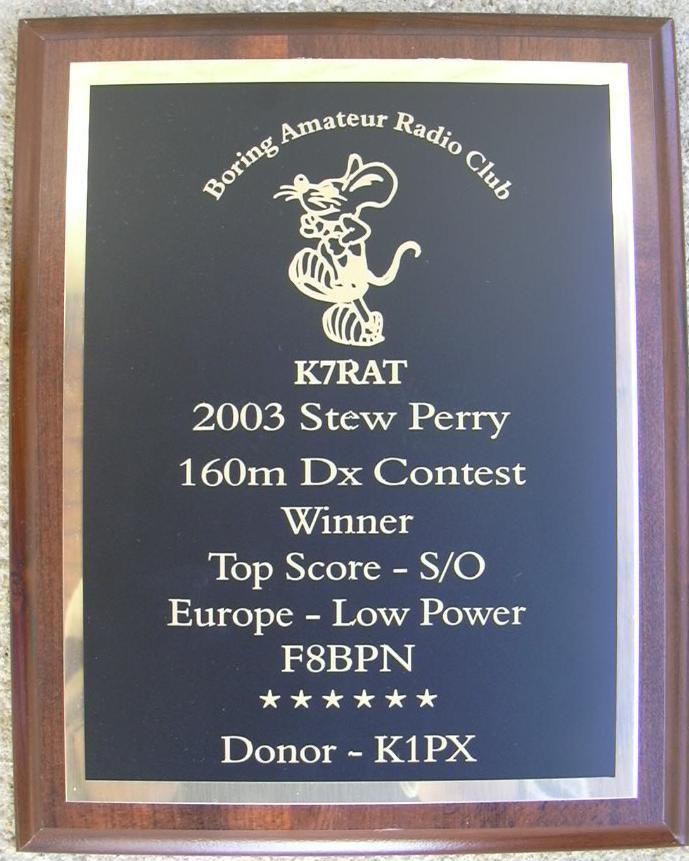 Boring Amateur Radio Club
K7RAT
2003 Stew Perry
160m Dx Contest
Winner
Top Score - S/O
Europe - Low Power
F8BPN
★★★★★★
Donor - K1PX